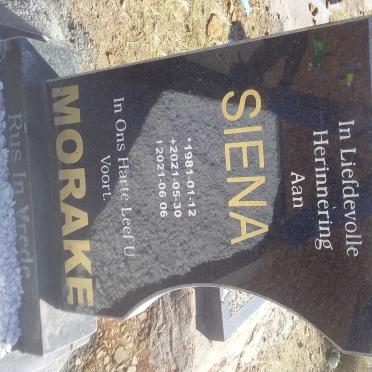 In Liefdevolle
Herinnering
Aan
SIENA
*1981-01-12
+2021-05-30
I 2021-06 06
In Ons Harte Leef U
Voort.
MORAKE
Rus In Vrede